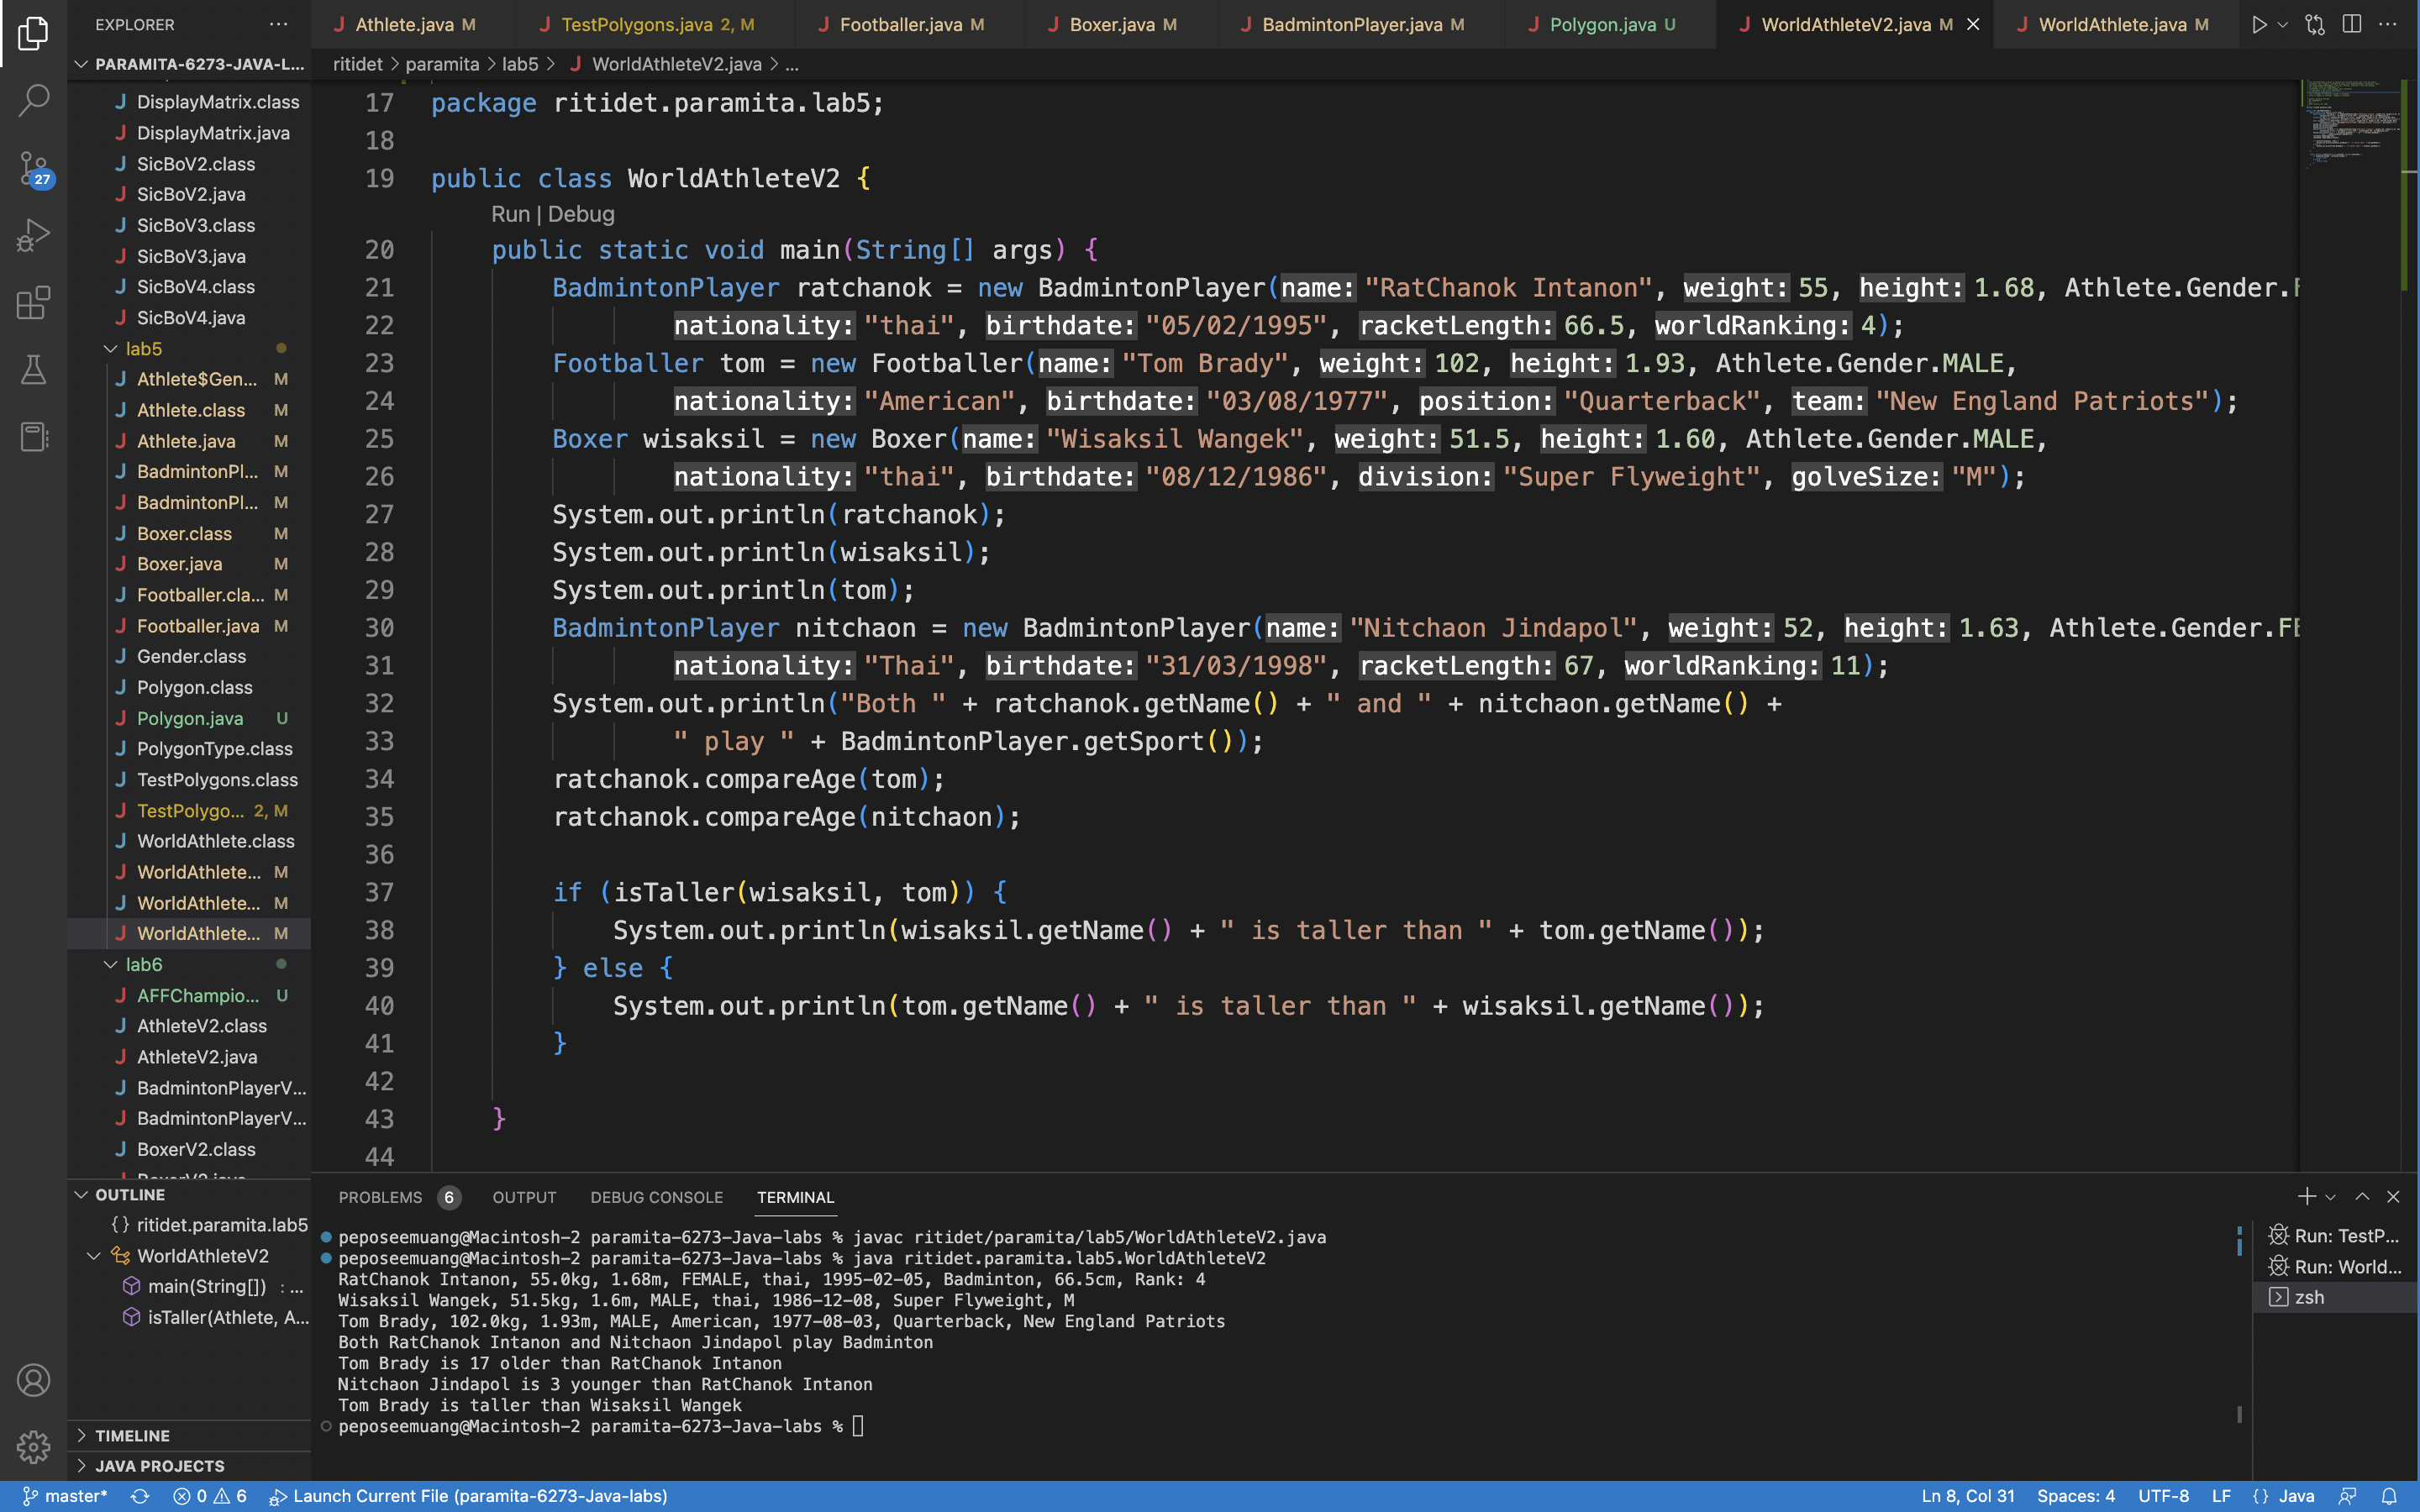 EXPLORER ...
PARAMITA-6273-JAVA-L...
J DisplayMatrix.class
J DisplayMatrix.java
J SicBoV2.class
J SicBoV2.java
J SicBoV3.class
J SicBoV3.java
J SicBoV4.class
J SicBoV4.java
lab5
J Athlete$Gen... M
J Athlete.class M
J Athlete.java M
J BadmintonPl... M
J BadmintonPl... M
J Boxer.class M
J Boxer.java M
J Footballer.cla... M
J Footballer.java M
J Gender.class
J Polygon.class
J Polygon.java U
J PolygonType.class
J TestPolygons.class
J TestPolygo... 2, M
J WorldAthlete.class
J WorldAthlete... M
J WorldAthlete... M
J WorldAthlete... M
lab6
J AFFChampio... U
J AthleteV2.class
J AthleteV2.java
J BadmintonPlayerV...
J BadmintonPlayerV...
J BoxerV2.class
J BoxerV2.java
27
OUTLINE
{} ritidet.paramita.lab5
WorldAthleteV2
main(String[]) : ...
isTaller(Athlete, A...
TIMELINE
JAVA PROJECTS
J Athlete.java M J TestPolygons.java 2, M J Footballer.java M J Boxer.java M J BadmintonPlayer.java M J Polygon.java U J WorldAthleteV2.java M J WorldAthlete.java M ...
ritidet > paramita > lab5 > J WorldAthleteV2.java > ...
17 package ritidet.paramita.lab5;
18
19 public class WorldAthleteV2 {
Run | Debug
20 public static void main(String[] args) {
21 BadmintonPlayer ratchanok = new BadmintonPlayer(name: "RatChanok Intanon", weight: 55, height: 1.68, Athlete.Gender.F
22 nationality: "thai", birthdate: "05/02/1995", racketLength: 66.5, worldRanking: 4);
23 Footballer tom = new Footballer(name: "Tom Brady", weight: 102, height: 1.93, Athlete.Gender.MALE,
24 nationality: "American", birthdate: "03/08/1977", position: "Quarterback", team: "New England Patriots");
25 Boxer wisaksil = new Boxer(name: "Wisaksil Wangek", weight: 51.5, height: 1.60, Athlete.Gender.MALE,
26 nationality: "thai", birthdate: "08/12/1986", division: "Super Flyweight", golveSize: "M");
27 System.out.println(ratchanok);
28 System.out.println(wisaksil);
29 System.out.println(tom);
30 BadmintonPlayer nitchaon = new BadmintonPlayer(name: "Nitchaon Jindapol", weight: 52, height: 1.63, Athlete.Gender.FE
31 nationality: "Thai", birthdate: "31/03/1998", racketLength: 67, worldRanking: 11);
32 System.out.println("Both " + ratchanok.getName() + " and " + nitchaon.getName() +
33 " play " + BadmintonPlayer.getSport());
34 ratchanok.compareAge(tom);
35 ratchanok.compareAge(nitchaon);
36
37 if (isTaller(wisaksil, tom)) {
38 System.out.println(wisaksil.getName() + " is taller than " + tom.getName());
39 } else {
40 System.out.println(tom.getName() + " is taller than " + wisaksil.getName());
41 }
42
43 }
44
PROBLEMS 6 OUTPUT DEBUG CONSOLE TERMINAL
peposeemuang@Macintosh-2 paramita-6273-Java-labs % javac ritidet/paramita/lab5/WorldAthleteV2.java
peposeemuang@Macintosh-2 paramita-6273-Java-labs % java ritidet.paramita.lab5.WorldAthleteV2
RatChanok Intanon, 55.0kg, 1.68m, FEMALE, thai, 1995-02-05, Badminton, 66.5cm, Rank: 4
Wisaksil Wangek, 51.5kg, 1.6m, MALE, thai, 1986-12-08, Super Flyweight, M
Tom Brady, 102.0kg, 1.93m, MALE, American, 1977-08-03, Quarterback, New England Patriots
Both RatChanok Intanon and Nitchaon Jindapol play Badminton
Tom Brady is 17 older than RatChanok Intanon
Nitchaon Jindapol is 3 younger than RatChanok Intanon
Tom Brady is taller than Wisaksil Wangek
peposeemuang@Macintosh-2 paramita-6273-Java-labs %
Run: TestP...
Run: World...
zsh
master* 0 6 Launch Current File (paramita-6273-Java-labs) Ln 8, Col 31 Spaces: 4 UTF-8 LF {} Java